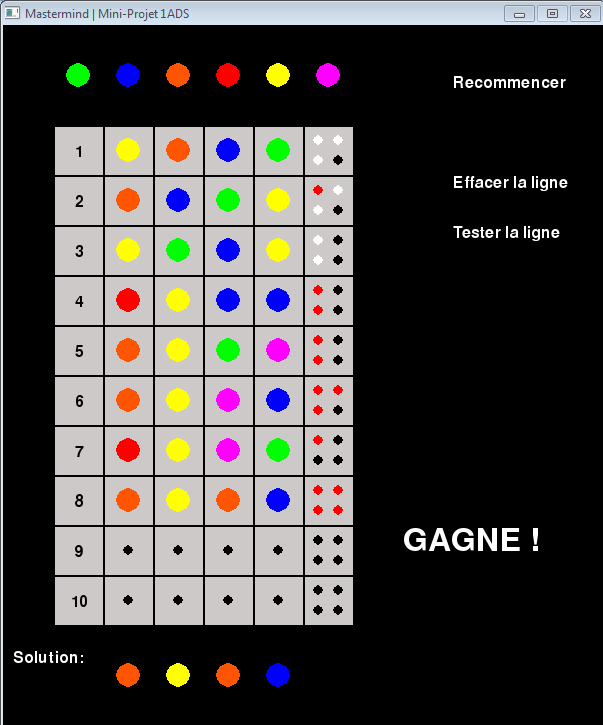 Mastermind | Mini-Projet 1ADS
Recommencer
1
Effacer la ligne
2
Tester la ligne
3
4
5
6
7
8
GAGNE !
9
10
Solution: